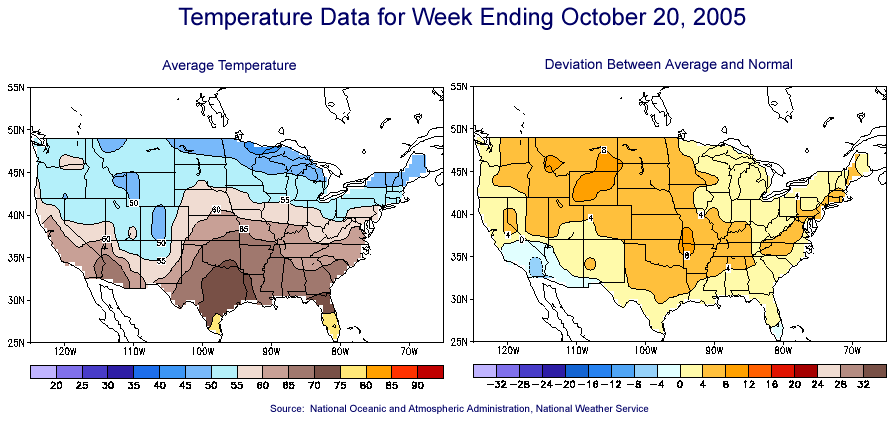 Temperature Data for Week Ending October 20, 2005
Average Temperature
Deviation Between Average and Normal
55N
50N
45N
40N
35N
30N
25N
50
60
55
65
60
50
55
120W 110W 100W 90W 80W 70W
20 25 30 35 40 45 50 55 60 65 70 75 80 85 90
55N
50N
45N
40N
35N
30N
25N
8
4
4
4
4
0
8
4
120W 110W 100W 90W 80W 70W
-32 -28 -24 -20 -16 -12 -8 -4 0 4 8 12 16 20 24 28 32
Source: National Oceanic and Atmospheric Administration, National Weather Service